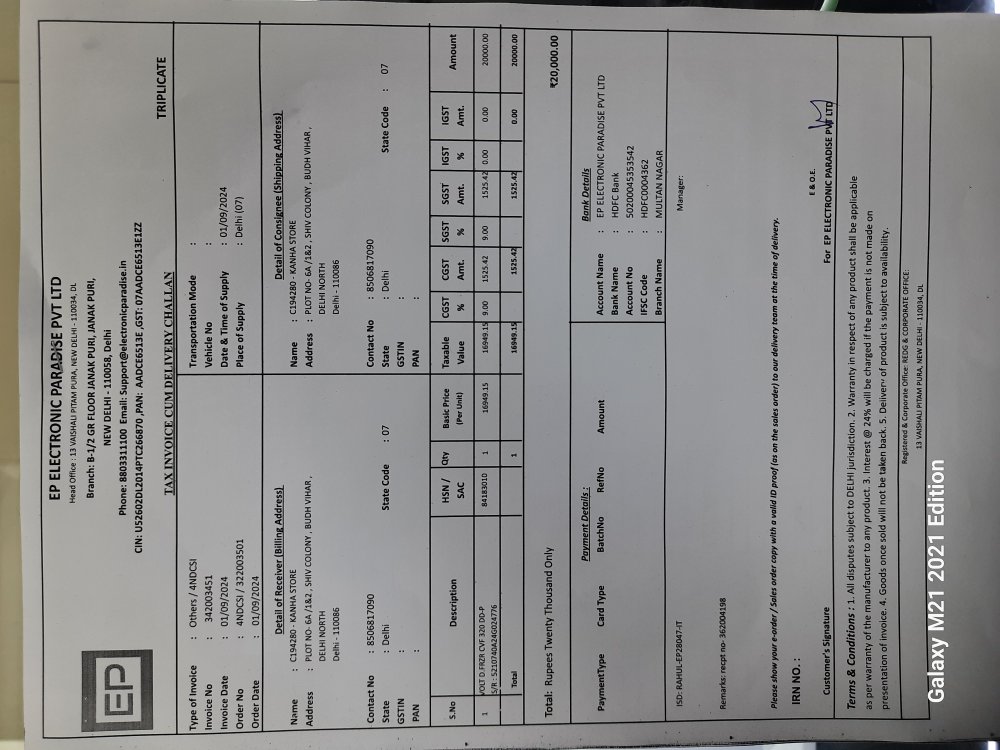 EP ELECTRONIC PARADISE PVT LTD
Head Office : 13 VAISHALI PITAM PURA, NEW DELHI - 110034, DL
Branch: B-1/2 GR FLOOR JANAK PURI, JANAK PURI,
NEW DELHI - 110058, Delhi
Phone: 8803311100 Email: Support@electronicparadise.in
CIN: U52602DL2014PTC266870 ,PAN: AADCE6513E ,GST: 07AADCE6513E1ZZ
EP
TAX INVOICE CUM DELIVERY CHALLAN
TRIPLICATE
Type of Invoice : Others / 4NDCSI
Invoice No : 342003451
Invoice Date : 01/09/2024
Order No : 4NDCSI / 322003501
Order Date : 01/09/2024
Transportation Mode :
Vehicle No :
Date & Time of Supply : 01/09/2024
Place of Supply : Delhi (07)
Detail of Receiver (Billing Address)
Name : C194280 - KANHA STORE
Address : PLOT NO- 6A /1&2 , SHIV COLONY , BUDH VIHAR ,
DELHI NORTH
Delhi - 110086
Contact No : 8506817090
State : Delhi State Code : 07
GSTIN :
PAN :
Detail of Consignee (Shipping Address)
Name : C194280 - KANHA STORE
Address : PLOT NO- 6A /1&2 , SHIV COLONY , BUDH VIHAR ,
DELHI NORTH
Delhi - 110086
Contact No : 8506817090
State : Delhi State Code : 07
GSTIN :
PAN :
S.No Description HSN / SAC Qty Basic Price (Per Unit) Taxable Value CGST % CGST Amt. SGST % SGST Amt. IGST % IGST Amt. Amount
1 VOLT D.FRZR CVF 320 DD-P 84183010 1 16949.15 16949.15 9.00 1525.42 9.00 1525.42 0.00 0.00 20000.00
S/R : 5210740A24G024776
Total 1 16949.15 1525.42 1525.42 0.00 20000.00
Total: Rupees Twenty Thousand Only
₹20,000.00
Payment Details :
PaymentType Card Type BatchNo RefNo Amount
Bank Details
Account Name : EP ELECTRONIC PARADISE PVT LTD
Bank Name : HDFC Bank
Account No : 50200045353542
IFSC Code : HDFC0004362
Branch Name : MULTAN NAGAR
ISD: RAHUL-EP28047-IT
Manager:
Remarks: recpt no- 362004198
Please show your e-order / Sales order copy with a valid ID proof (as on the sales order) to our delivery team at the time of delivery.
IRN NO. :
E & O.E.
Customer's Signature
For EP ELECTRONIC PARADISE PVT LTD
Terms & Conditions : 1. All disputes subject to DELHI jurisdiction. 2. Warranty in respect of any product shall be applicable
as per warranty of the manufacturer to any product. 3. Interest @ 24% will be charged if the payment is not made on
presentation of invoice. 4. Goods once sold will not be taken back. 5. Delivery of product is subject to availability.
Registered & Corporate Office: REDG & CORPORATE OFFICE:
13 VAISHALI PITAM PURA, NEW DELHI - 110034, DL
Galaxy M21 2021 Edition